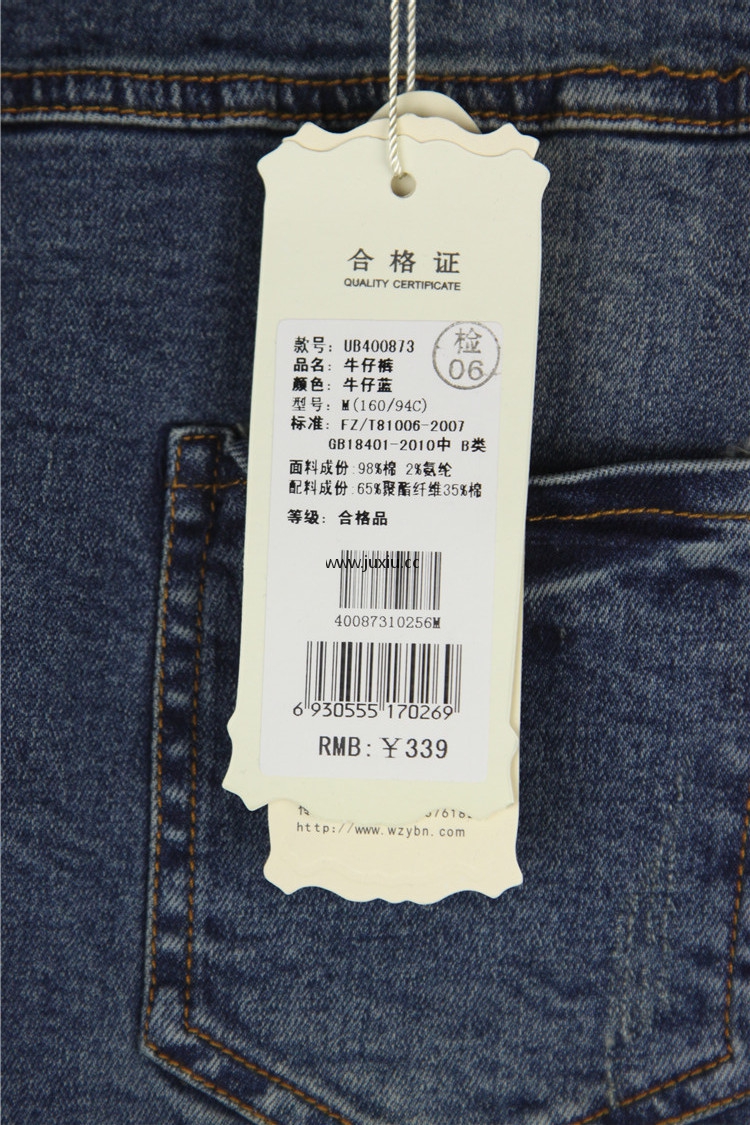 合格证
QUALITY CERTIFICATE
检
06
款号: UB400873
品名: 牛仔裤
颜色: 牛仔蓝
型号: M(160/94C)
标准: FZ/T81006-2007
GB18401-2010中 B类
面料成份:98%棉 2%氨纶
配料成份:65%聚酯纤维35%棉
等级: 合格品
www.juxiu.cc
40087310256M
6 930555 170269
RMB:￥339
http://www.wzybn.com